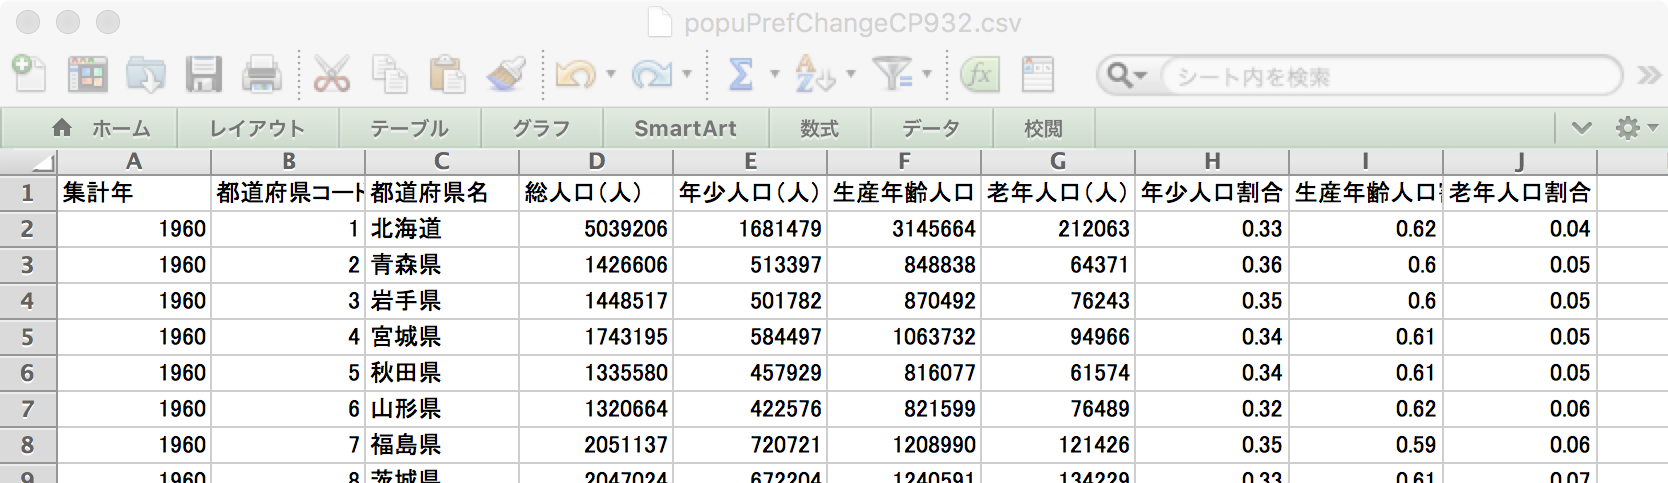 popuPrefChangeCP932.csv
シート内を検索
ホーム レイアウト テーブル グラフ SmartArt 数式 データ 校閲
A B C D E F G H I J
1 集計年 都道府県コート 都道府県名 総人口(人) 年少人口(人) 生産年齢人口 老年人口(人) 年少人口割合 生産年齢人口 老年人口割合
2 1960 1 北海道 5039206 1681479 3145664 212063 0.33 0.62 0.04
3 1960 2 青森県 1426606 513397 848838 64371 0.36 0.6 0.05
4 1960 3 岩手県 1448517 501782 870492 76243 0.35 0.6 0.05
5 1960 4 宮城県 1743195 584497 1063732 94966 0.34 0.61 0.05
6 1960 5 秋田県 1335580 457929 816077 61574 0.34 0.61 0.05
7 1960 6 山形県 1320664 422576 821599 76489 0.32 0.62 0.06
8 1960 7 福島県 2051137 720721 1208990 121426 0.35 0.59 0.06
9 1960 8 茨城県 2047024 672204 1240591 134229 0.33 0.61 0.07